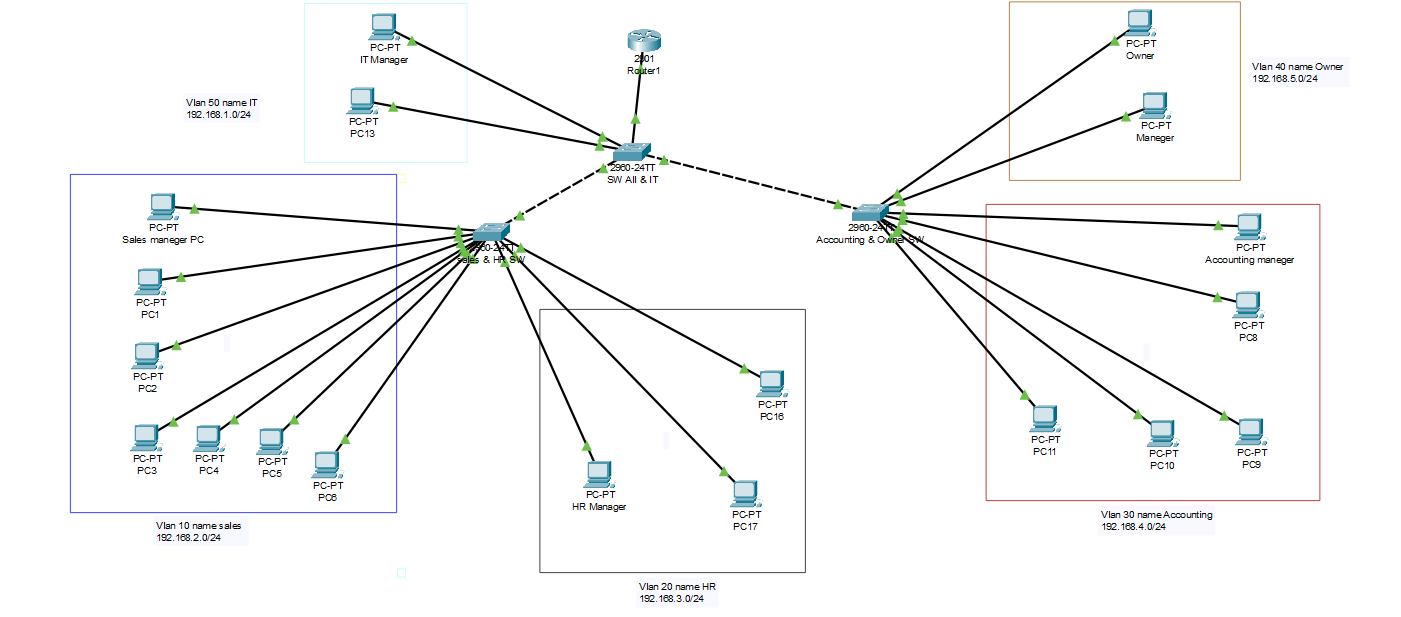 PC-PT
IT Manager
PC-PT
PC13
Vlan 50 name IT
192.168.1.0/24
2901
Router1
2960-24TT
SW All & IT
PC-PT
Owner
PC-PT
Maneger
Vlan 40 name Owner
192.168.5.0/24
PC-PT
Sales maneger PC
PC-PT
PC1
PC-PT
PC2
PC-PT
PC3
PC-PT
PC4
PC-PT
PC5
PC-PT
PC6
Vlan 10 name sales
192.168.2.0/24
2960-24TT
sales & HR SW
PC-PT
HR Manager
PC-PT
PC17
PC-PT
PC16
Vlan 20 name HR
192.168.3.0/24
2960-24TT
Accounting & Owner SW
PC-PT
Accounting maneger
PC-PT
PC8
PC-PT
PC11
PC-PT
PC10
PC-PT
PC9
Vlan 30 name Accounting
192.168.4.0/24